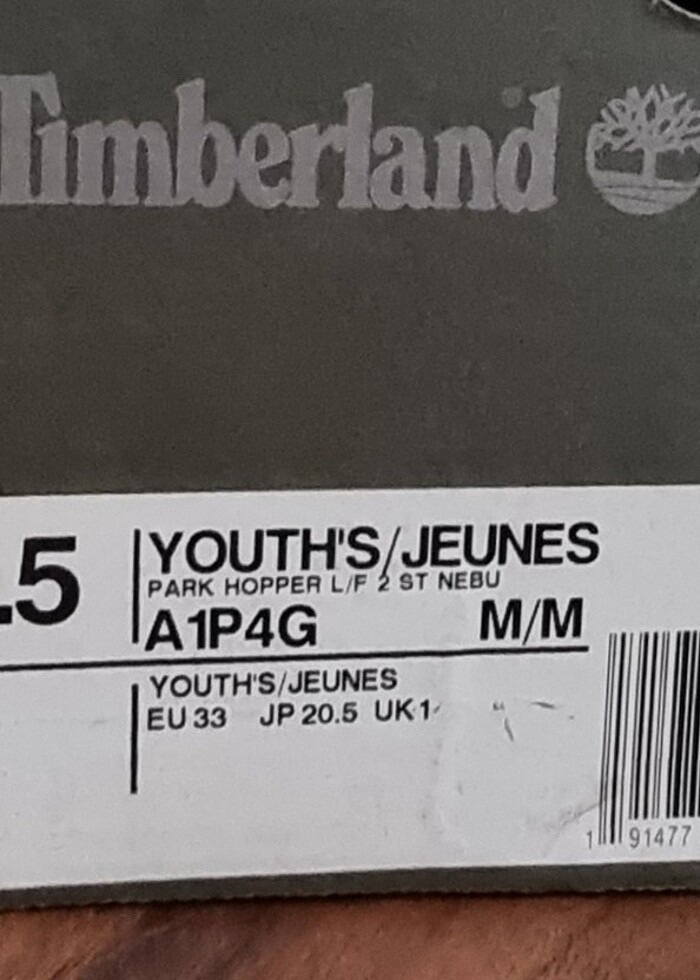 Timberland
.5
YOUTH'S/JEUNES
PARK HOPPER L/F 2 ST NEBU
A1P4G M/M
YOUTH'S/JEUNES
EU 33 JP 20.5 UK 1
1 91477